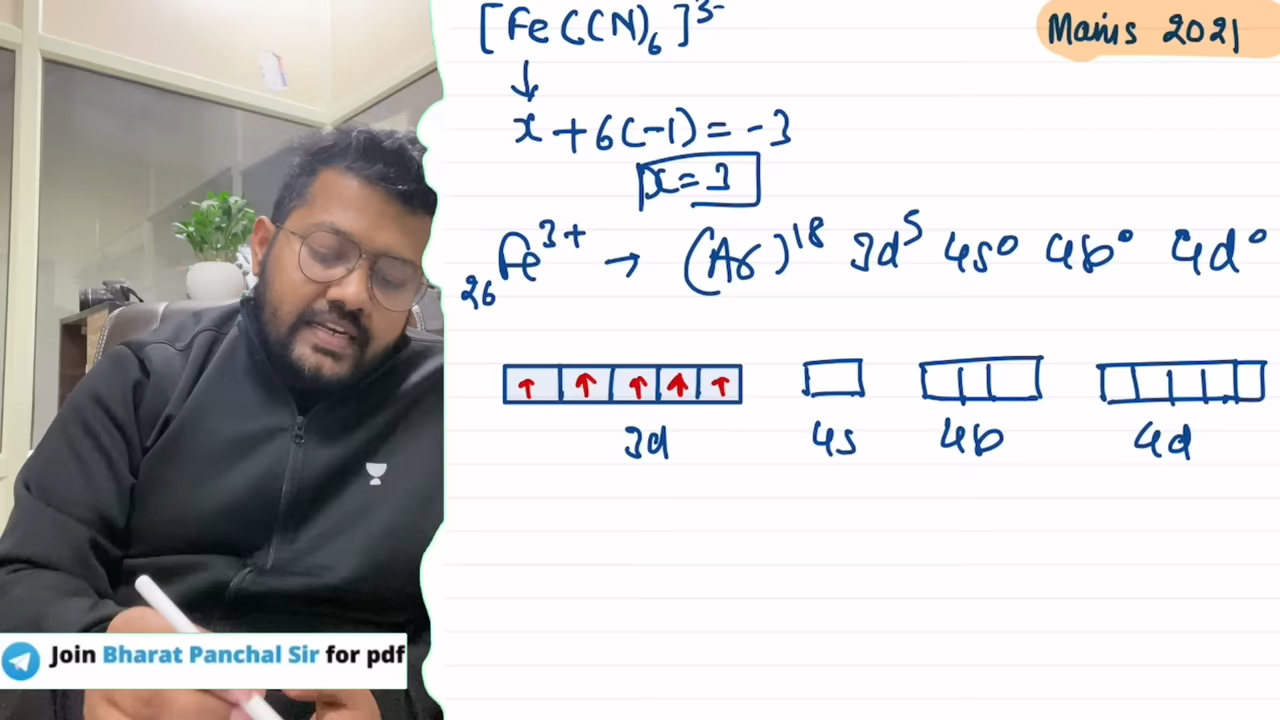 [Fe(CN)₆]³⁻
Mains 2021
↓
x + 6(-1) = -3
x = 3
₂₆Fe³⁺ → (Ar)¹⁸ 3d⁵ 4s⁰ 4p⁰ 4d⁰
↑ ↑ ↑ ↑ ↑
3d 4s 4p 4d
Join Bharat Panchal Sir for pdf